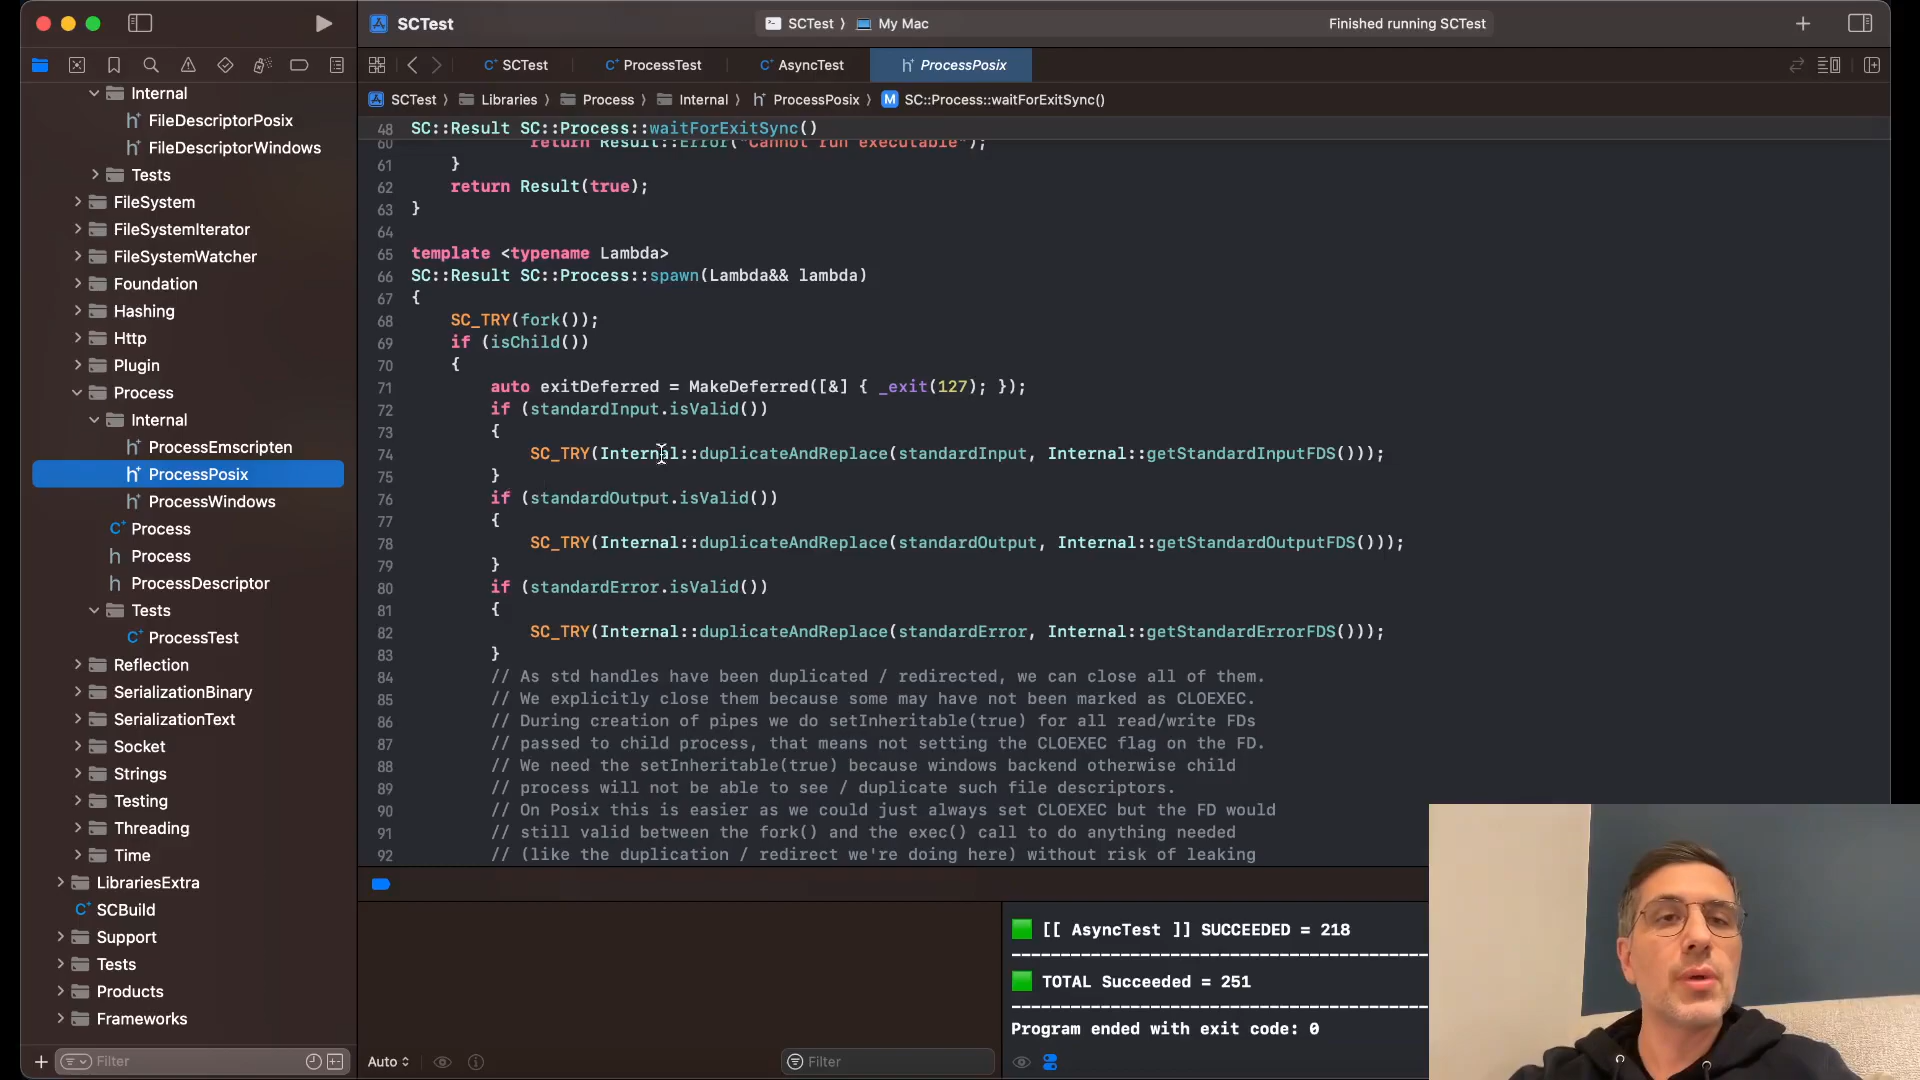 SCTest
SCTest 〉 My Mac
Finished running SCTest
SCTest
ProcessTest
AsyncTest
ProcessPosix
SCTest 〉 Libraries 〉 Process 〉 Internal 〉 ProcessPosix 〉 M SC::Process::waitForExitSync()
Internal
FileDescriptorPosix
FileDescriptorWindows
Tests
FileSystem
FileSystemIterator
FileSystemWatcher
Foundation
Hashing
Http
Plugin
Process
Internal
ProcessEmscripten
ProcessPosix
ProcessWindows
Process
Process
ProcessDescriptor
Tests
ProcessTest
Reflection
SerializationBinary
SerializationText
Socket
Strings
Testing
Threading
Time
LibrariesExtra
SCBuild
Support
Tests
Products
Frameworks
Filter
48 SC::Result SC::Process::waitForExitSync()
60 return Result::Error("Cannot run executable");
61 }
62 return Result(true);
63 }
64
65 template <typename Lambda>
66 SC::Result SC::Process::spawn(Lambda&& lambda)
67 {
68 SC_TRY(fork());
69 if (isChild())
70 {
71 auto exitDeferred = MakeDeferred([&] { _exit(127); });
72 if (standardInput.isValid())
73 {
74 SC_TRY(Internal::duplicateAndReplace(standardInput, Internal::getStandardInputFDS()));
75 }
76 if (standardOutput.isValid())
77 {
78 SC_TRY(Internal::duplicateAndReplace(standardOutput, Internal::getStandardOutputFDS()));
79 }
80 if (standardError.isValid())
81 {
82 SC_TRY(Internal::duplicateAndReplace(standardError, Internal::getStandardErrorFDS()));
83 }
84 // As std handles have been duplicated / redirected, we can close all of them.
85 // We explicitly close them because some may have not been marked as CLOEXEC.
86 // During creation of pipes we do setInheritable(true) for all read/write FDs
87 // passed to child process, that means not setting the CLOEXEC flag on the FD.
88 // We need the setInheritable(true) because windows backend otherwise child
89 // process will not be able to see / duplicate such file descriptors.
90 // On Posix this is easier as we could just always set CLOEXEC but the FD would
91 // still valid between the fork() and the exec() call to do anything needed
92 // (like the duplication / redirect we're doing here) without risk of leaking
Auto
Filter
[[ AsyncTest ]] SUCCEEDED = 218
------------------------------------------
TOTAL Succeeded = 251
------------------------------------------
Program ended with exit code: 0